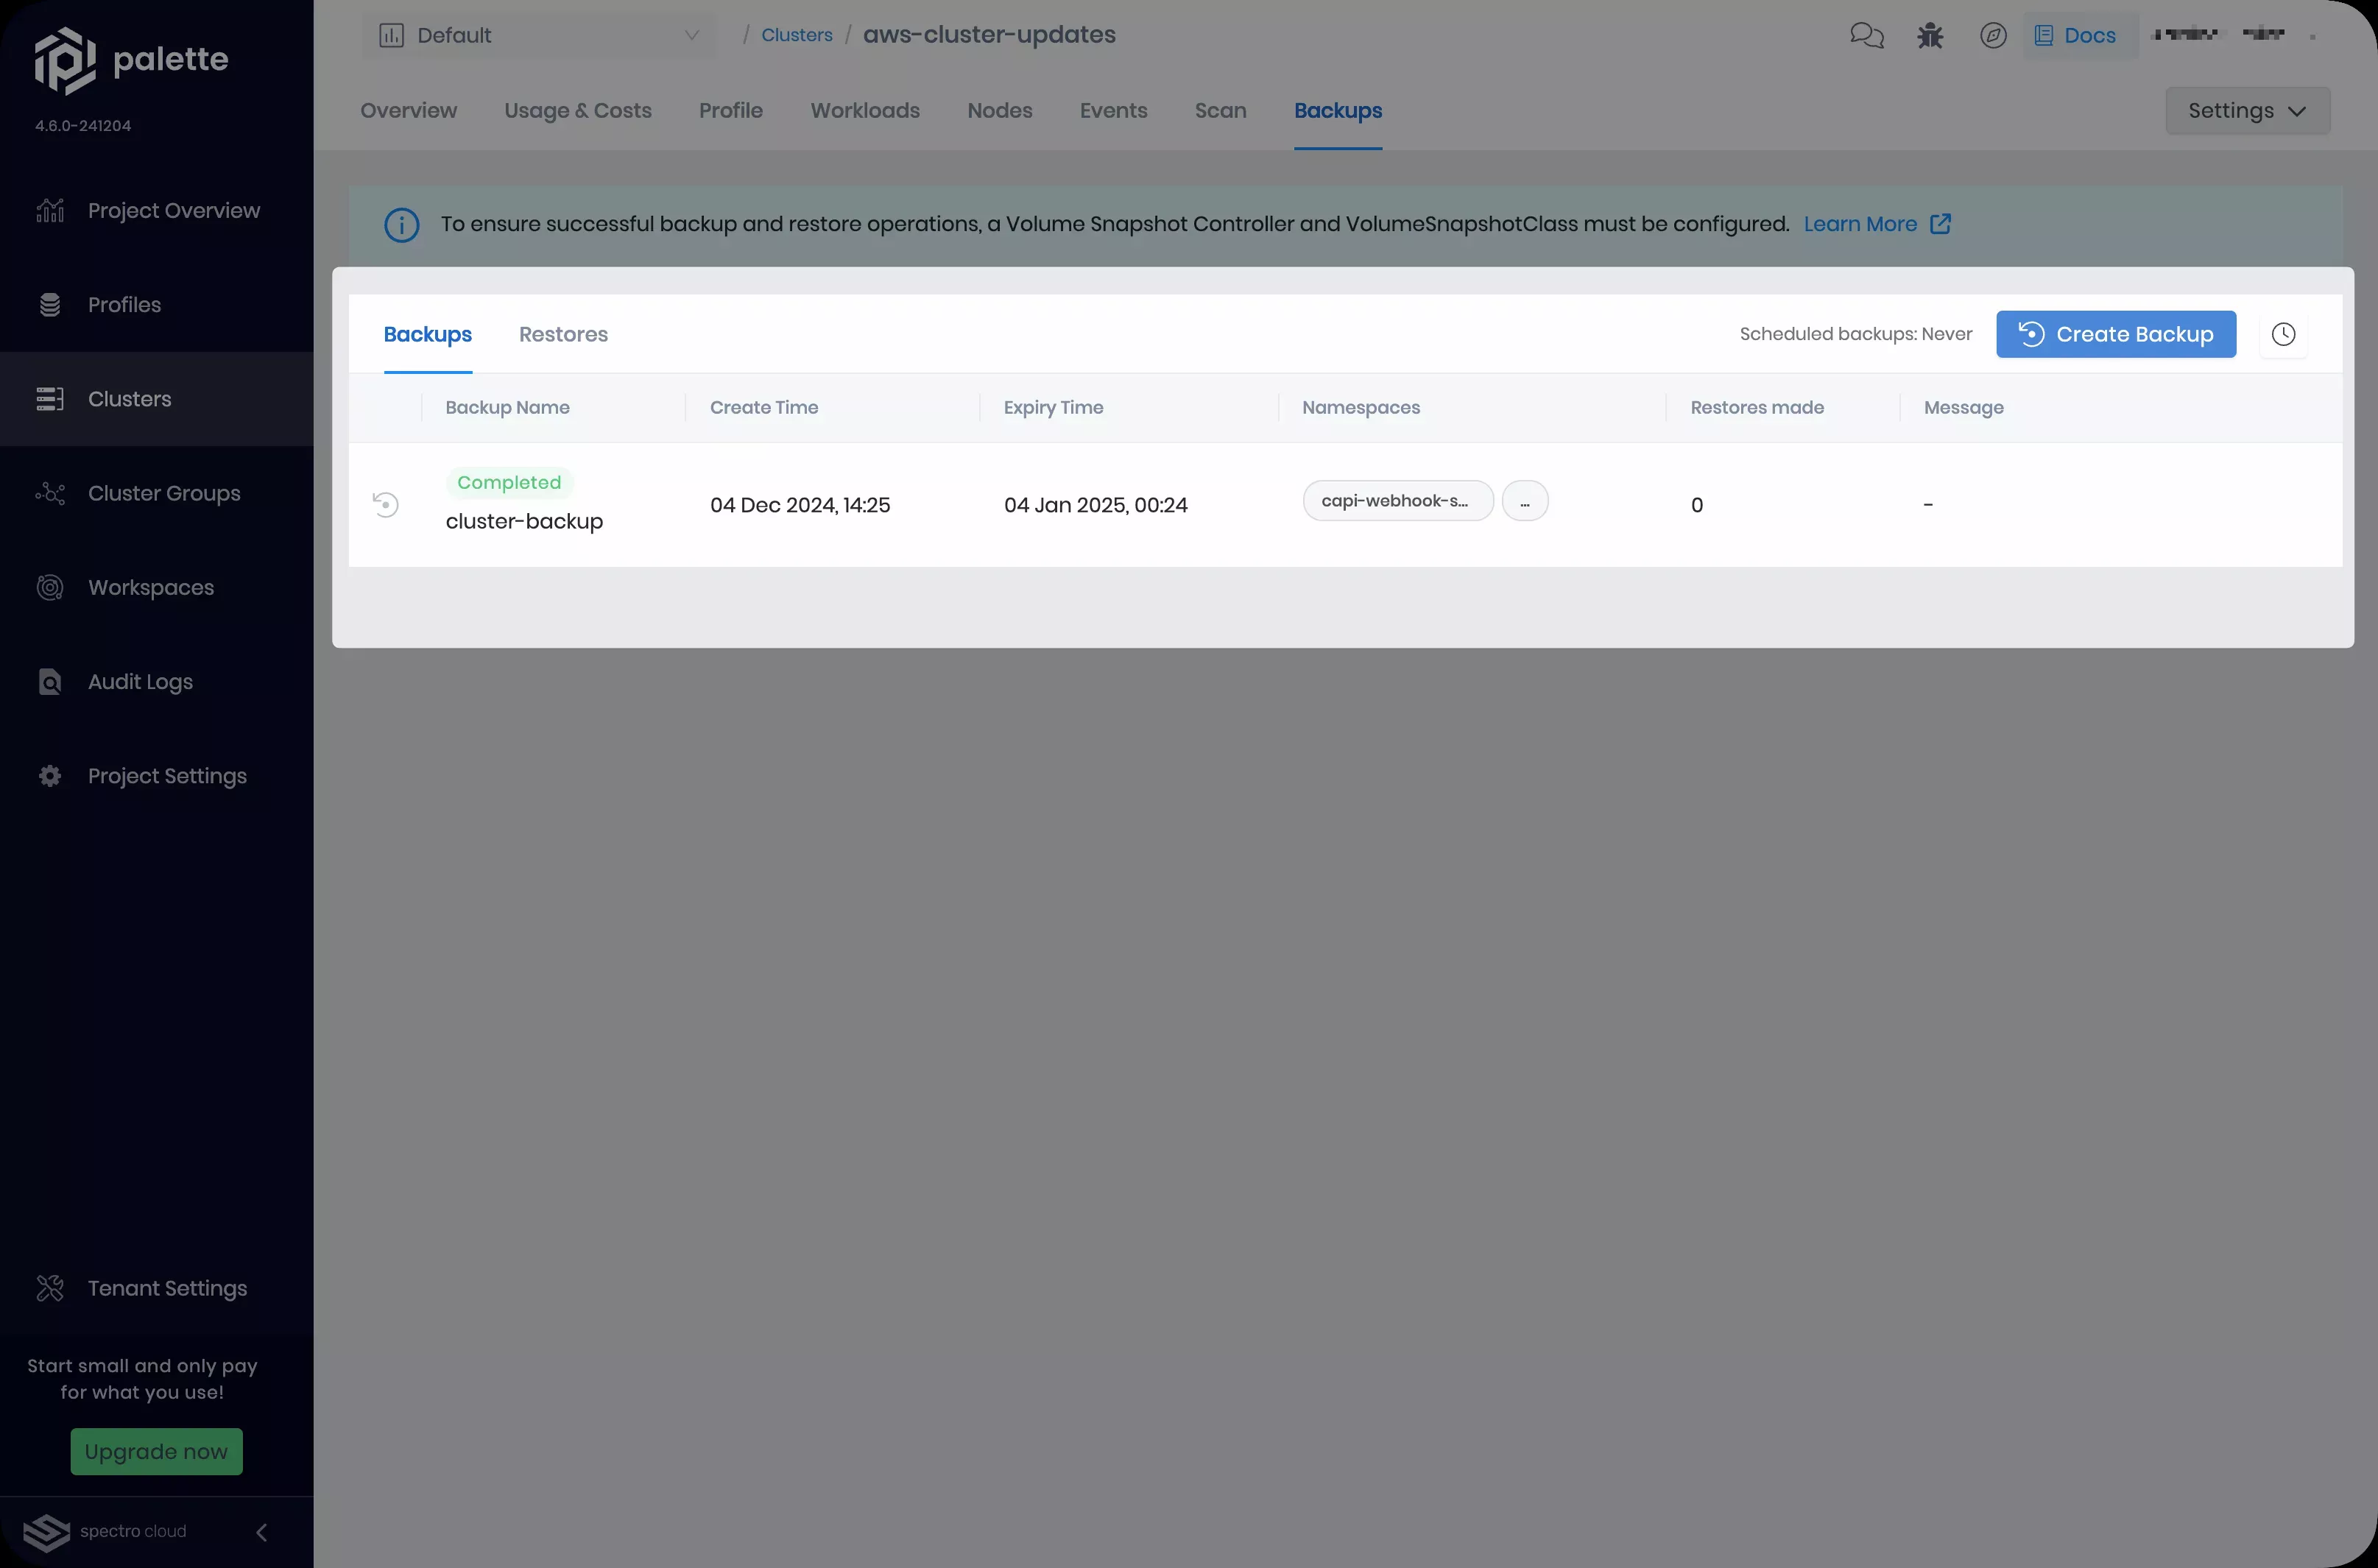 palette
4.6.0-241204
Project Overview
Profiles
Clusters
Cluster Groups
Workspaces
Audit Logs
Project Settings
Tenant Settings
Start small and only pay
for what you use!
Upgrade now
spectro cloud
Default / Clusters / aws-cluster-updates
Docs
Overview Usage & Costs Profile Workloads Nodes Events Scan Backups
Settings
To ensure successful backup and restore operations, a Volume Snapshot Controller and VolumeSnapshotClass must be configured. Learn More
Backups Restores
Scheduled backups: Never
Create Backup
Backup Name Create Time Expiry Time Namespaces Restores made Message
Completed
cluster-backup
04 Dec 2024, 14:25 04 Jan 2025, 00:24 capi-webhook-s... ... 0 -